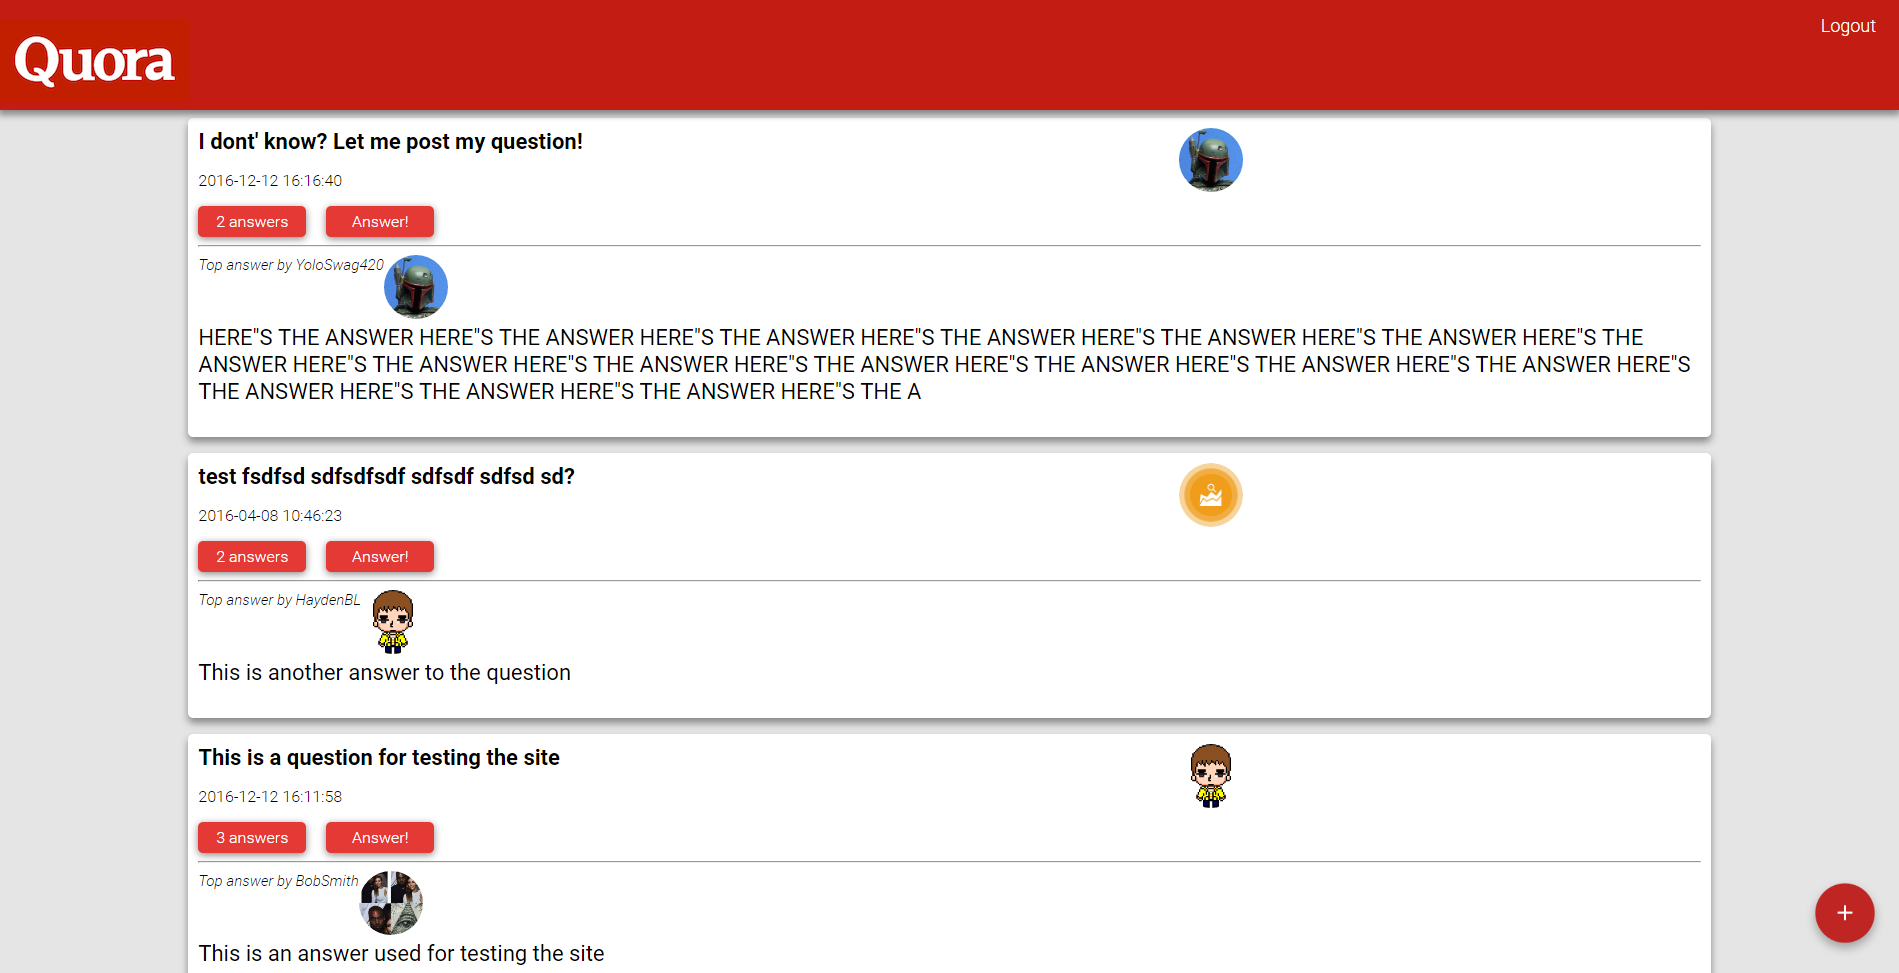 Logout
Quora
I dont' know? Let me post my question!
2016-12-12 16:16:40
2 answers Answer!
Top answer by YoloSwag420
HERE"S THE ANSWER HERE"S THE ANSWER HERE"S THE ANSWER HERE"S THE ANSWER HERE"S THE ANSWER HERE"S THE ANSWER HERE"S THE
ANSWER HERE"S THE ANSWER HERE"S THE ANSWER HERE"S THE ANSWER HERE"S THE ANSWER HERE"S THE ANSWER HERE"S THE ANSWER HERE"S
THE ANSWER HERE"S THE ANSWER HERE"S THE ANSWER HERE"S THE A
test fsdfsd sdfsdfsdf sdfsdf sdfsd sd?
2016-04-08 10:46:23
2 answers Answer!
Top answer by HaydenBL
This is another answer to the question
This is a question for testing the site
2016-12-12 16:11:58
3 answers Answer!
Top answer by BobSmith
This is an answer used for testing the site
+